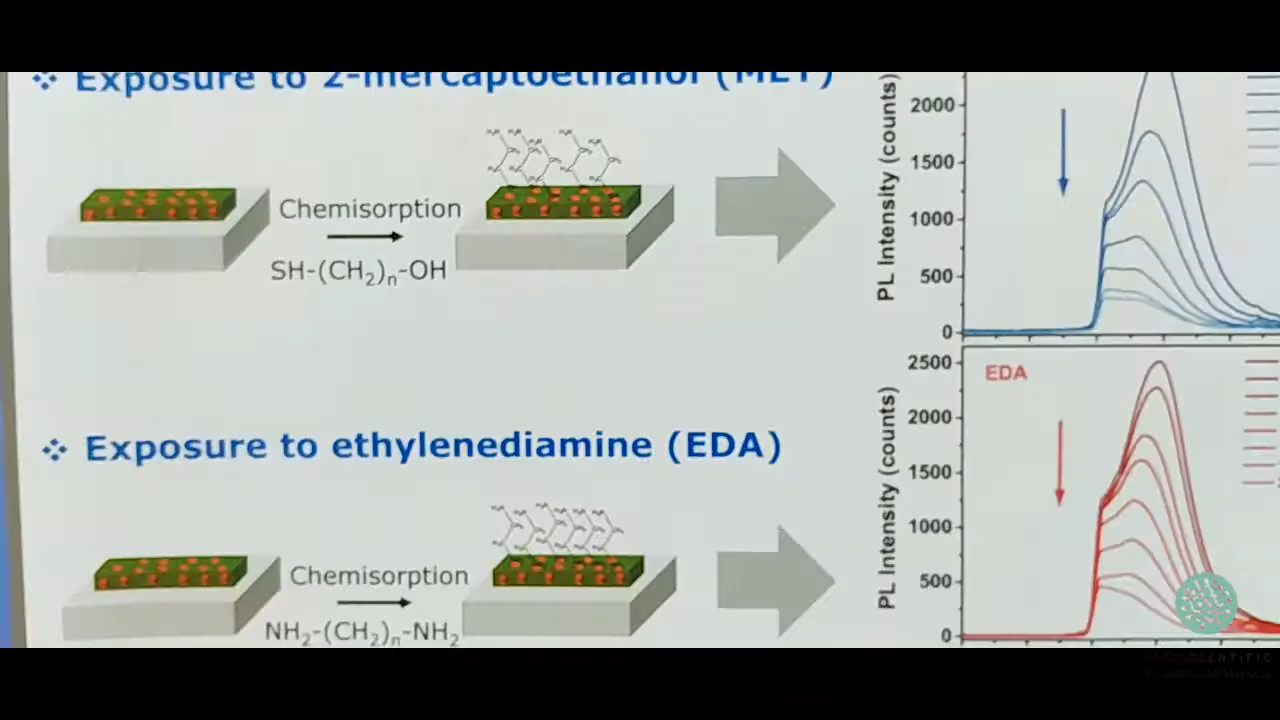 ❖ Exposure to 2-mercaptoethanol (MET)
Chemisorption
SH-(CH2)n-OH
PL Intensity (counts)
2000
1500
1000
500
0
❖ Exposure to ethylenediamine (EDA)
Chemisorption
NH2-(CH2)n-NH2
PL Intensity (counts)
EDA
2500
2000
1500
1000
500
0